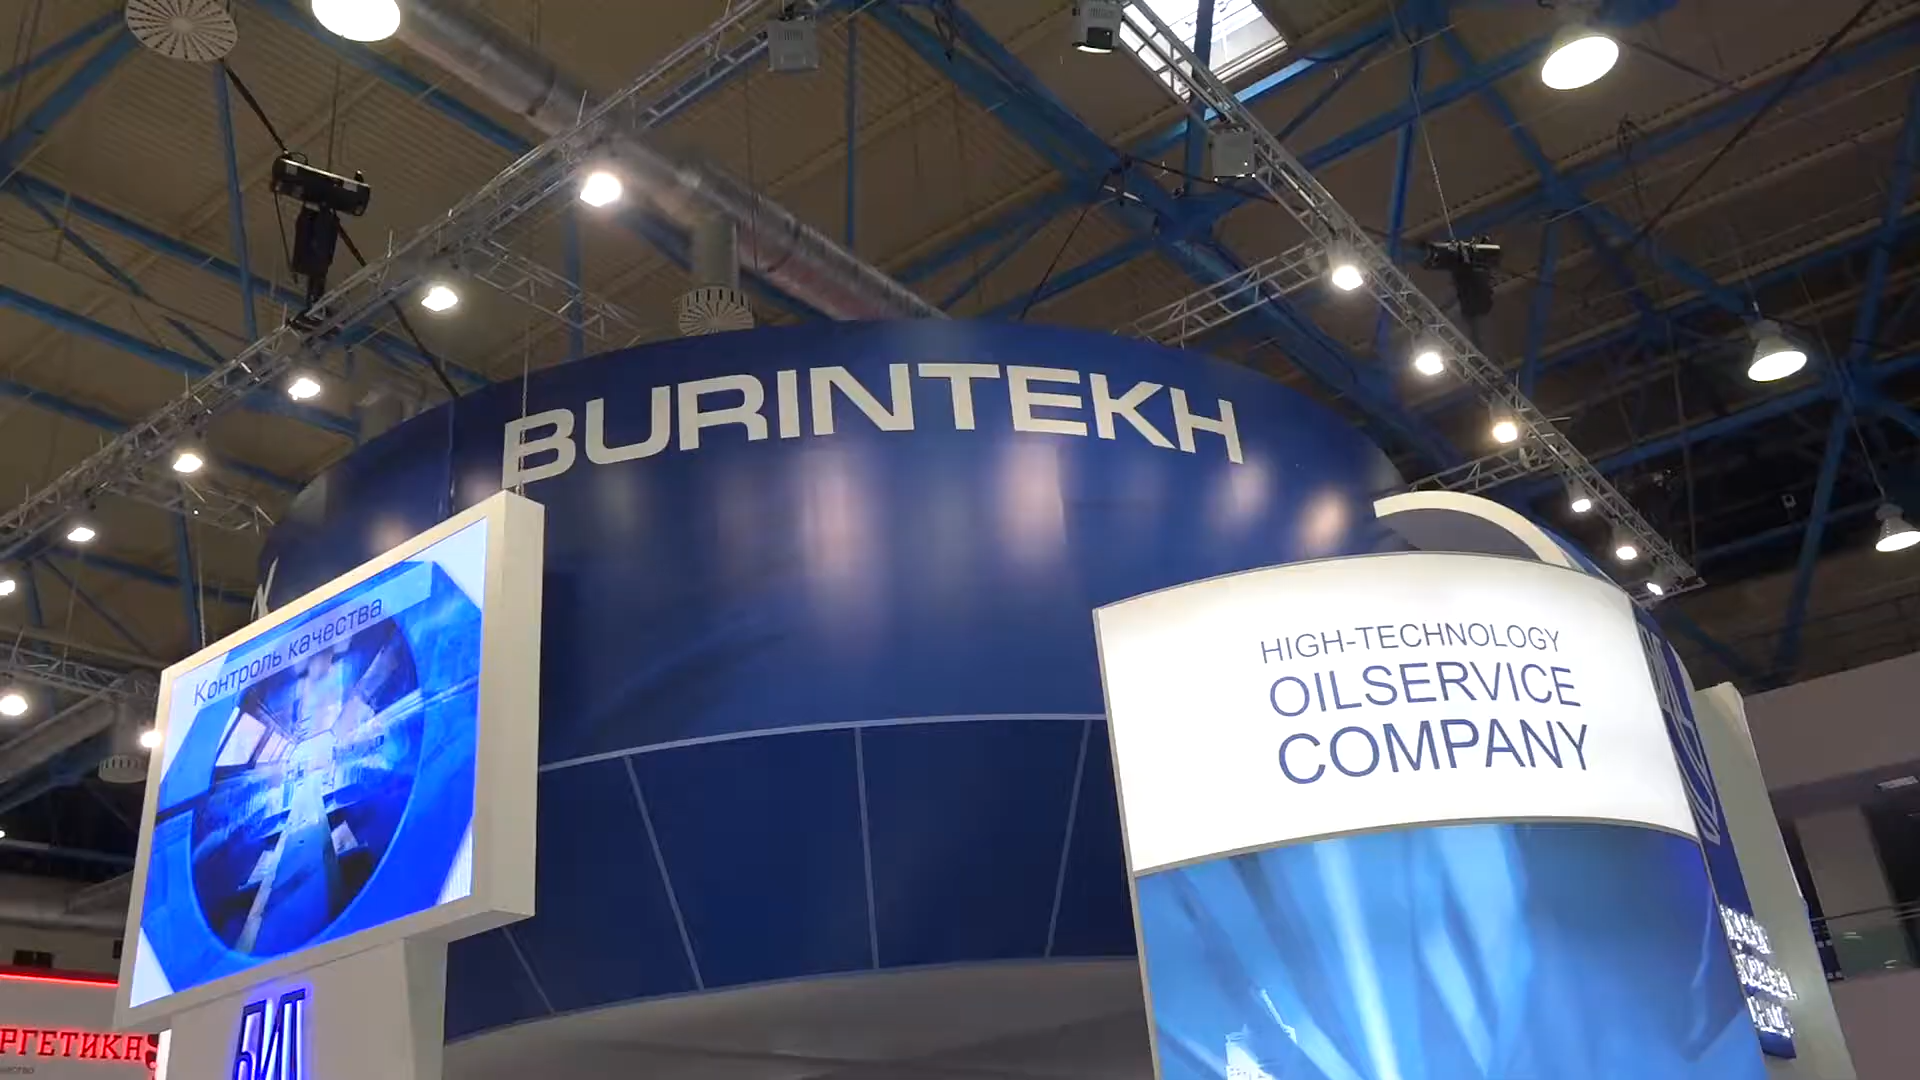 BURINTEKH
Контроль качества
HIGH-TECHNOLOGY
OILSERVICE
COMPANY
БИТ
РГЕТИКА